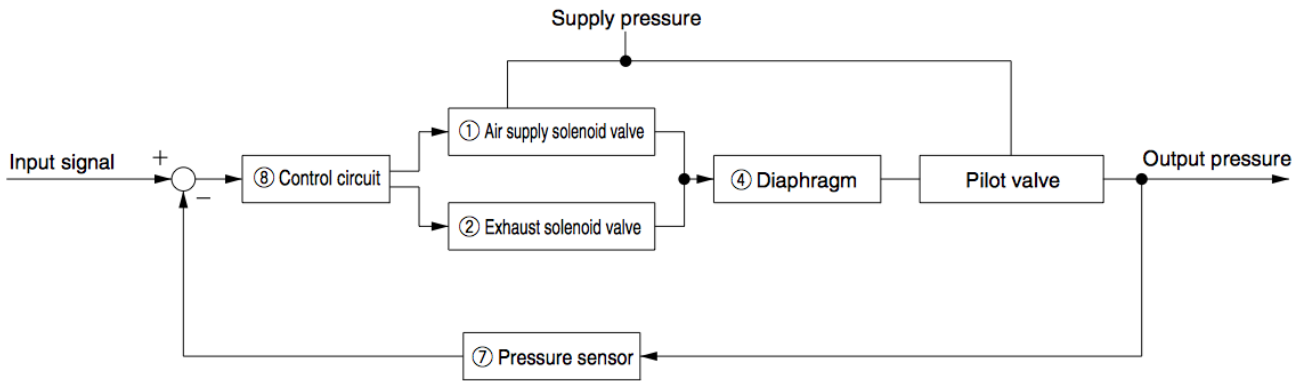 Supply pressure
① Air supply solenoid valve
Input signal
+
−
⑧ Control circuit
④ Diaphragm
Pilot valve
Output pressure
② Exhaust solenoid valve
⑦ Pressure sensor